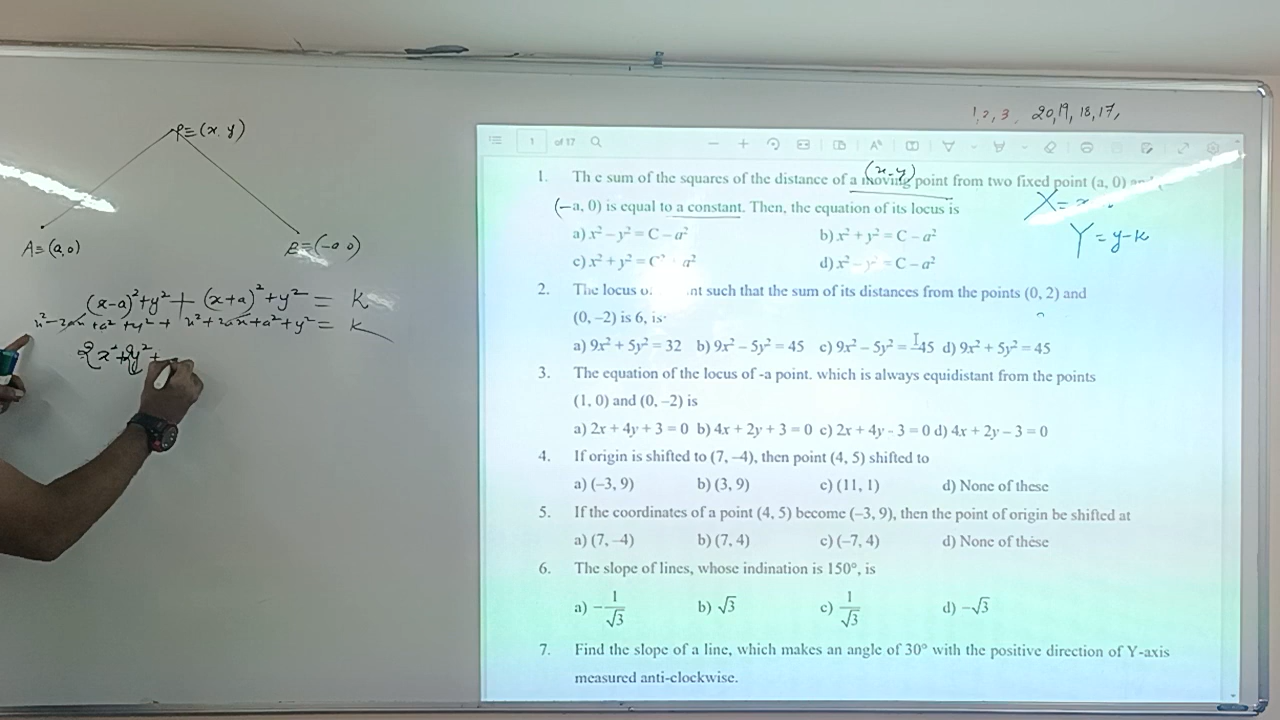 1, 2, 3, 20, 19, 18, 17,
P≡(x, y)
A≡(a, 0)
(x-a)²+y² + (x+a)²+y² = K
x²-2ax+a²+y²+ x²+2ax+a²+y² = K
2x²+2y²+
1 of 17
(x, y)
1. Th e sum of the squares of the distance of a moving point from two fixed point (a, 0)
(–a, 0) is equal to a constant. Then, the equation of its locus is
X = x
Y = y-k
a) x² – y² = C – a² b) x² + y² = C – a²
c) x² + y² = C² a² d) x² – y² = C – a²
2. The locus nt such that the sum of its distances from the points (0, 2) and
(0, –2) is 6, is
a) 9x² + 5y² = 32 b) 9x² – 5y² = 45 c) 9x² – 5y² = 45 d) 9x² + 5y² = 45
3. The equation of the locus of -a point. which is always equidistant from the points
(1, 0) and (0, –2) is
a) 2x + 4y + 3 = 0 b) 4x + 2y + 3 = 0 c) 2x + 4y - 3 = 0 d) 4x + 2y – 3 = 0
4. If origin is shifted to (7, –4), then point (4, 5) shifted to
a) (–3, 9) b) (3, 9) c) (11, 1) d) None of these
5. If the coordinates of a point (4, 5) become (–3, 9), then the point of origin be shifted at
a) (7, –4) b) (7, 4) c) (–7, 4) d) None of these
6. The slope of lines, whose indination is 150°, is
a) –1/√3 b) √3 c) 1/√3 d) –√3
7. Find the slope of a line, which makes an angle of 30° with the positive direction of Y-axis
measured anti-clockwise.